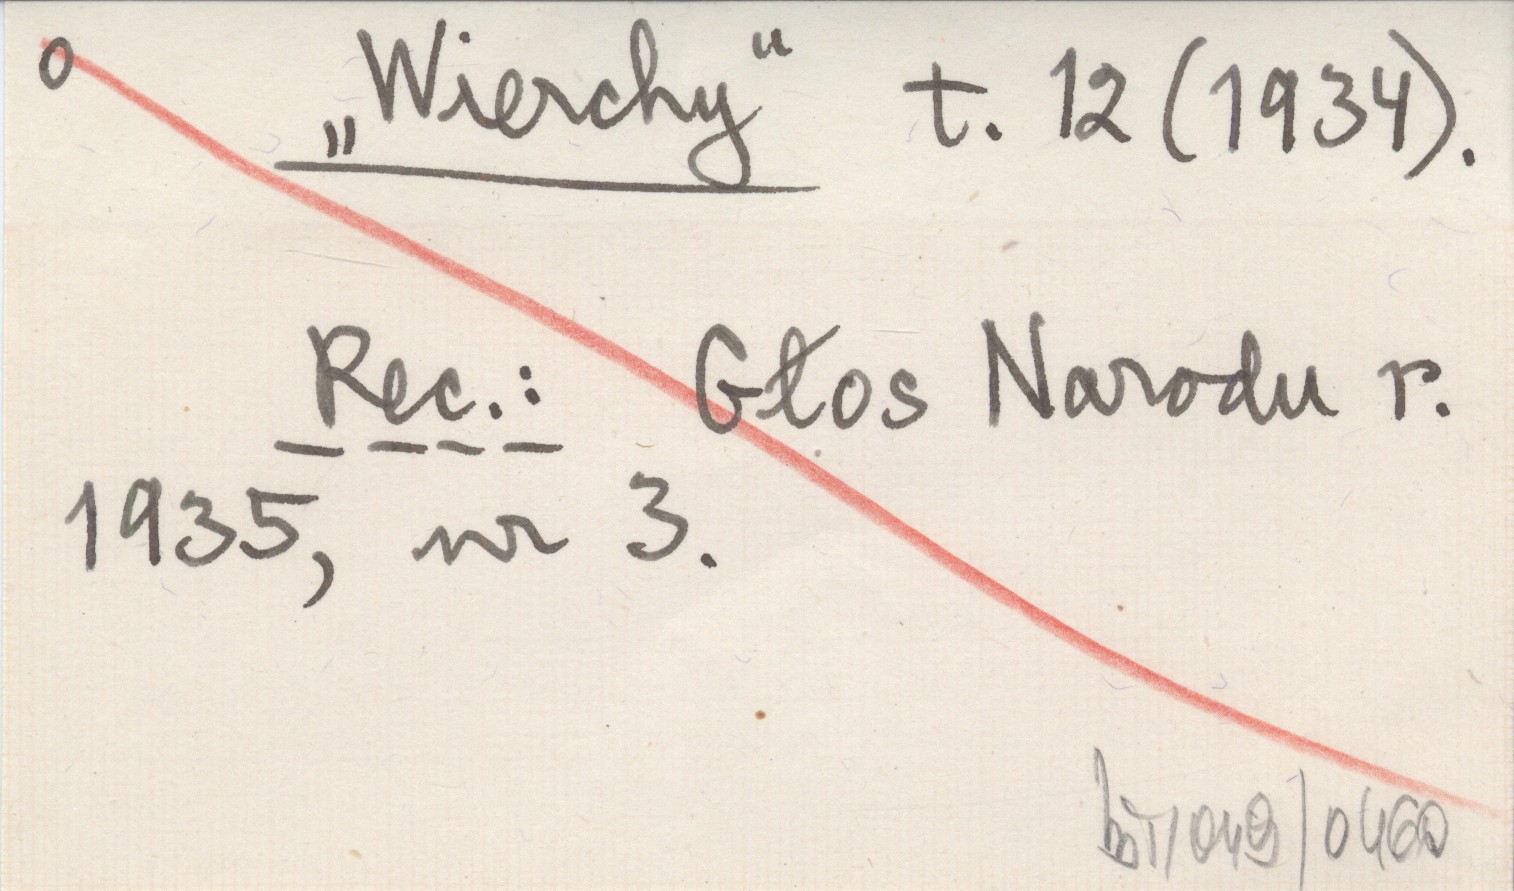 o „Wierchy" t. 12 (1934).
Rec.: Głos Narodu r.
1935, nr 3.